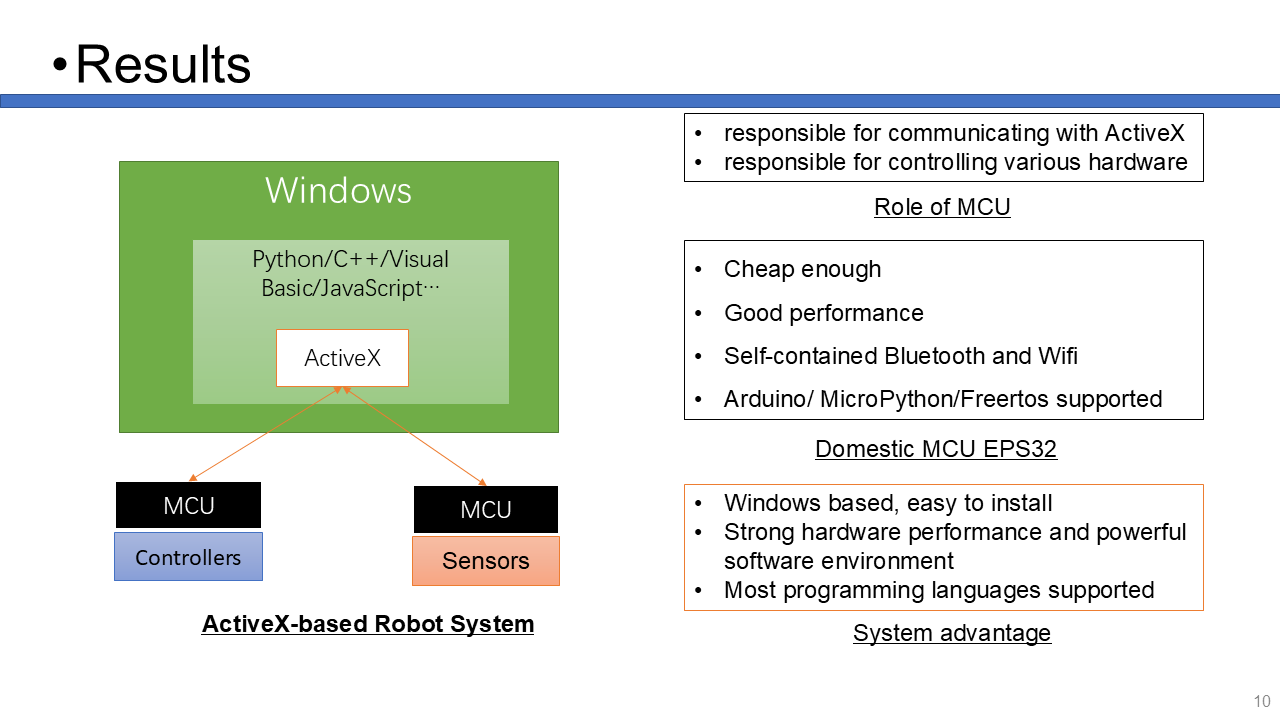 • Results
Windows
Python/C++/Visual
Basic/JavaScript…
ActiveX
MCU
Controllers
MCU
Sensors
ActiveX-based Robot System
• responsible for communicating with ActiveX
• responsible for controlling various hardware
Role of MCU
• Cheap enough
• Good performance
• Self-contained Bluetooth and Wifi
• Arduino/ MicroPython/Freertos supported
Domestic MCU EPS32
• Windows based, easy to install
• Strong hardware performance and powerful
software environment
• Most programming languages supported
System advantage
10